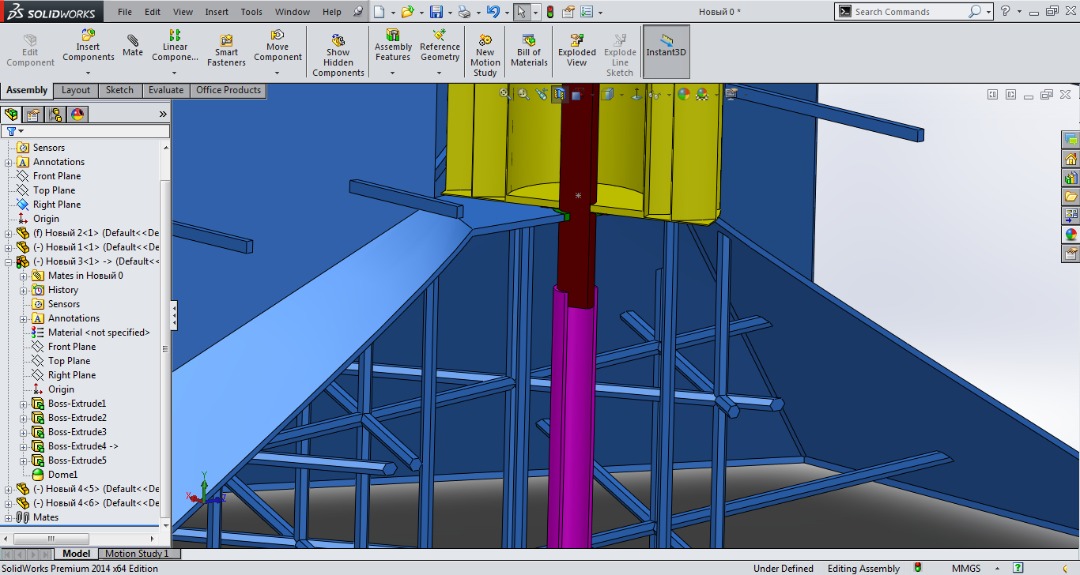 SOLIDWORKS File Edit View Insert Tools Window Help Новый 0 * Search Commands
Edit Component
Insert Components
Mate
Linear Compone...
Smart Fasteners
Move Component
Show Hidden Components
Assembly Features
Reference Geometry
New Motion Study
Bill of Materials
Exploded View
Explode Line Sketch
Instant3D
Assembly Layout Sketch Evaluate Office Products
Sensors
Annotations
Front Plane
Top Plane
Right Plane
Origin
(f) Новый 2<1> (Default<<De
(-) Новый 1<1> (Default<<De
(-) Новый 3<1> -> (Default<<
Mates in Новый 0
History
Sensors
Annotations
Material <not specified>
Front Plane
Top Plane
Right Plane
Origin
Boss-Extrude1
Boss-Extrude2
Boss-Extrude3
Boss-Extrude4 ->
Boss-Extrude5
Dome1
(-) Новый 4<5> (Default<<De
(-) Новый 4<6> (Default<<De
Mates
Y
X
Z
Model Motion Study 1
SolidWorks Premium 2014 x64 Edition Under Defined Editing Assembly MMGS